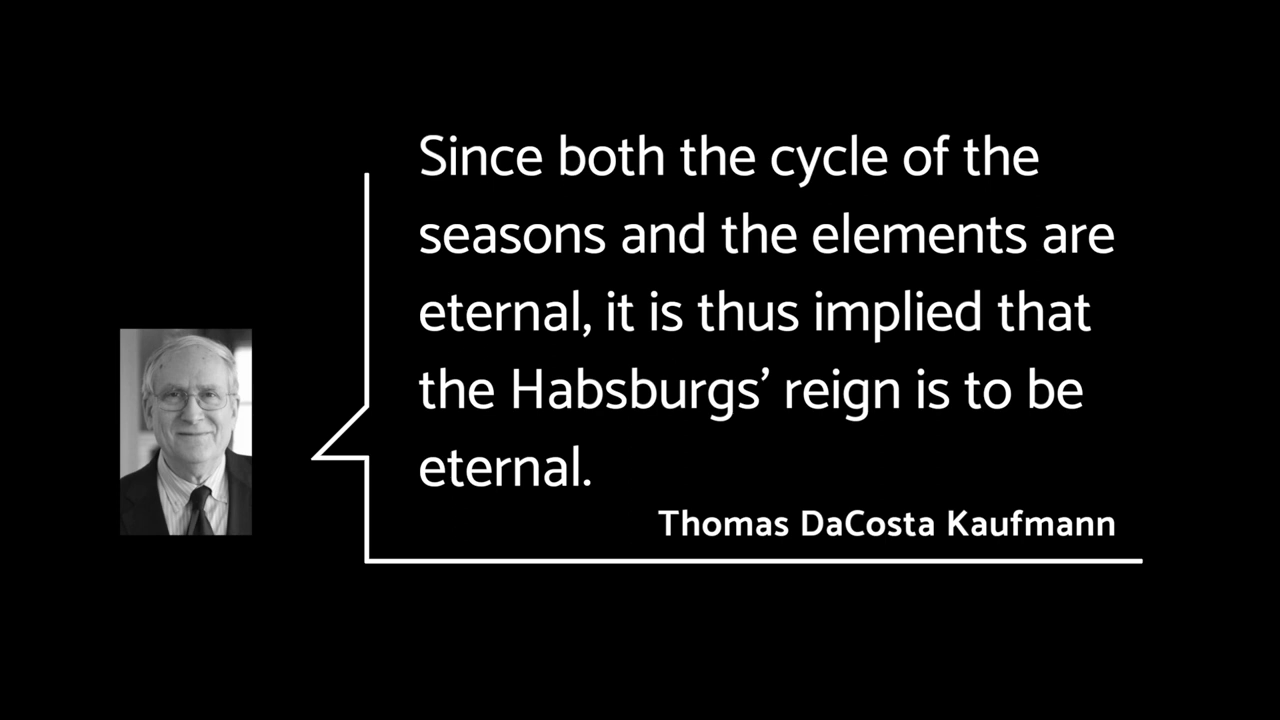 Since both the cycle of the
seasons and the elements are
eternal, it is thus implied that
the Habsburgs’ reign is to be
eternal.
Thomas DaCosta Kaufmann